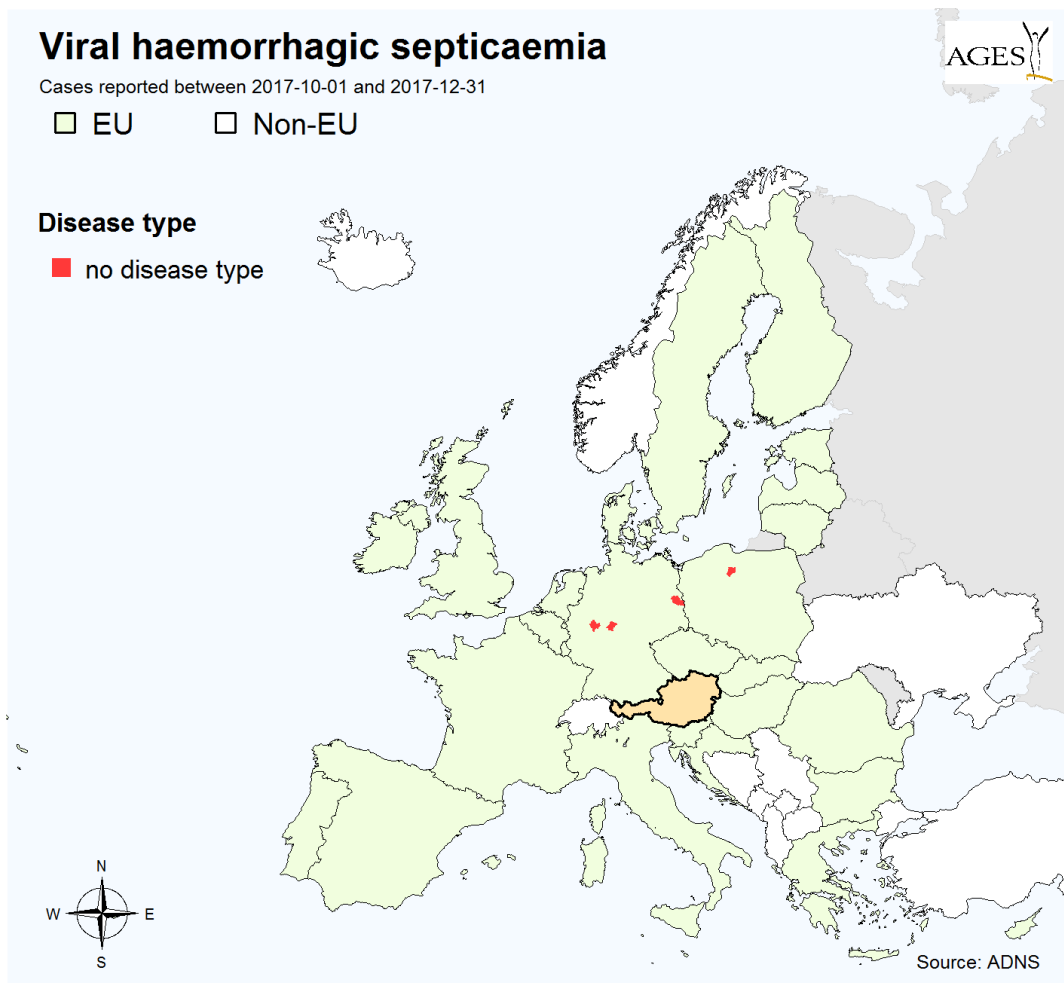 Viral haemorrhagic septicaemia
Cases reported between 2017-10-01 and 2017-12-31
EU Non-EU
AGES
Disease type
no disease type
N
W E
S
Source: ADNS